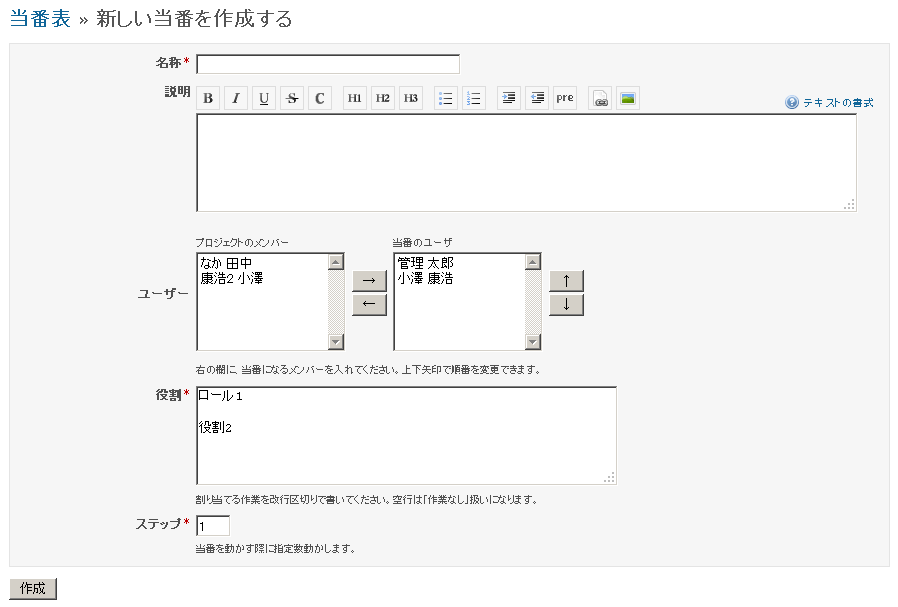 当番表 » 新しい当番を作成する
名称*
説明 B I U S C H1 H2 H3 pre テキストの書式
プロジェクトのメンバー 当番のユーザ
なか 田中
康浩2 小澤
管理 太郎
小澤 康浩
ユーザー → ← ↑ ↓
右の欄に、当番になるメンバーを入れてください。上下矢印で順番を変更できます。
役割*
ロール1
役割2
割り当てる作業を改行区切りで書いてください。空行は「作業なし」扱いになります。
ステップ* 1
当番を動かす際に指定数動かします。
作成